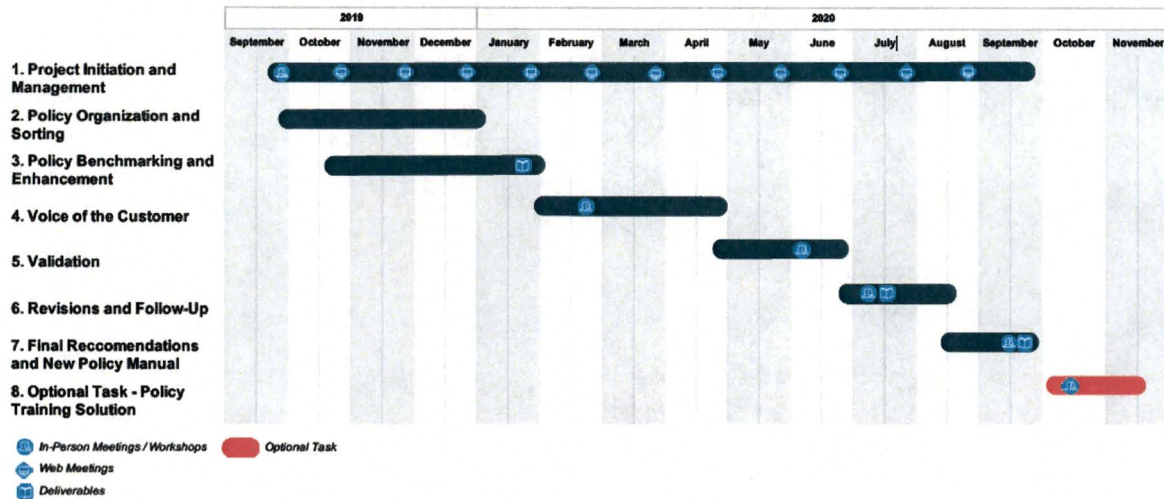 2019 2020
September October November December January February March April May June July August September October November
1. Project Initiation and
Management
2. Policy Organization and
Sorting
3. Policy Benchmarking and
Enhancement
4. Voice of the Customer
5. Validation
6. Revisions and Follow-Up
7. Final Reccomendations
and New Policy Manual
8. Optional Task - Policy
Training Solution
In-Person Meetings / Workshops Optional Task
Web Meetings
Deliverables